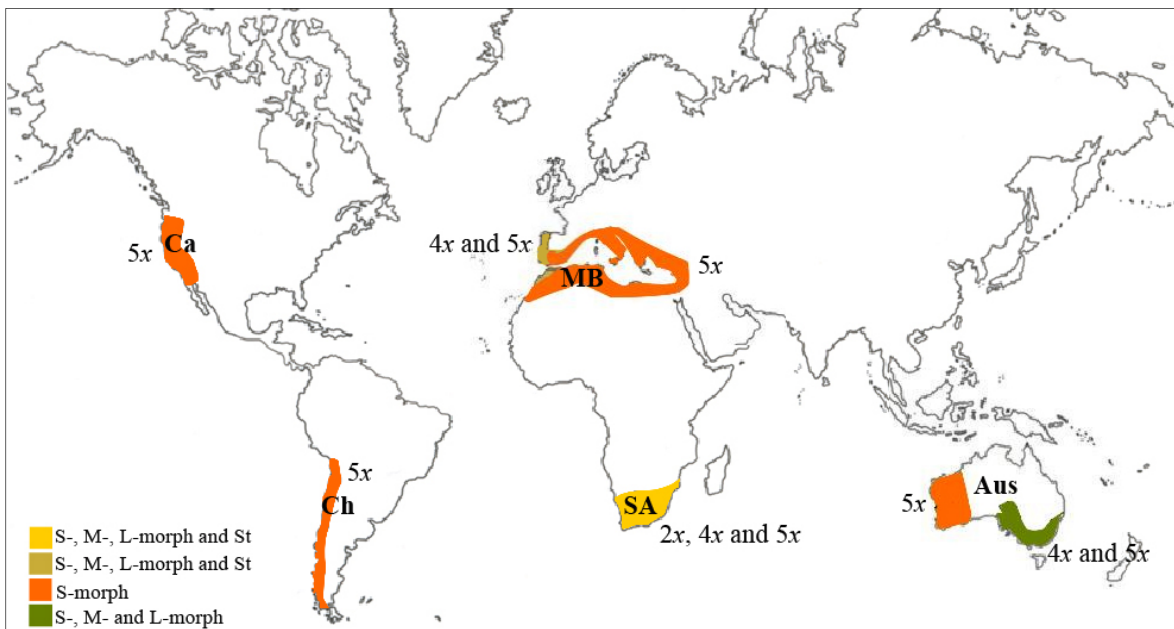 5x
Ca
4x and 5x
MB
5x
5x
Ch
SA
2x, 4x and 5x
5x
Aus
4x and 5x
S-, M-, L-morph and St
S-, M-, L-morph and St
S-morph
S-, M- and L-morph